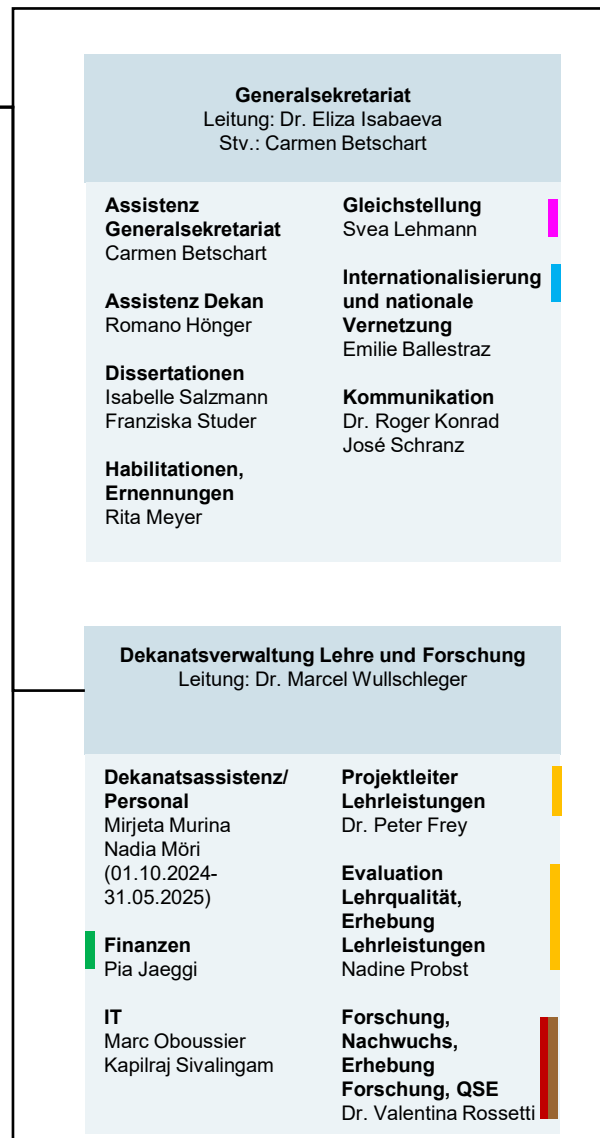 Generalsekretariat
Leitung: Dr. Eliza Isabaeva
Stv.: Carmen Betschart
Assistenz
Generalsekretariat
Carmen Betschart
Assistenz Dekan
Romano Hönger
Dissertationen
Isabelle Salzmann
Franziska Studer
Habilitationen,
Ernennungen
Rita Meyer
Gleichstellung
Svea Lehmann
Internationalisierung
und nationale
Vernetzung
Emilie Ballestraz
Kommunikation
Dr. Roger Konrad
José Schranz
Dekanatsverwaltung Lehre und Forschung
Leitung: Dr. Marcel Wullschleger
Dekanatsassistenz/
Personal
Mirjeta Murina
Nadia Möri
(01.10.2024-
31.05.2025)
Finanzen
Pia Jaeggi
IT
Marc Oboussier
Kapilraj Sivalingam
Projektleiter
Lehrleistungen
Dr. Peter Frey
Evaluation
Lehrqualität,
Erhebung
Lehrleistungen
Nadine Probst
Forschung,
Nachwuchs,
Erhebung
Forschung, QSE
Dr. Valentina Rossetti